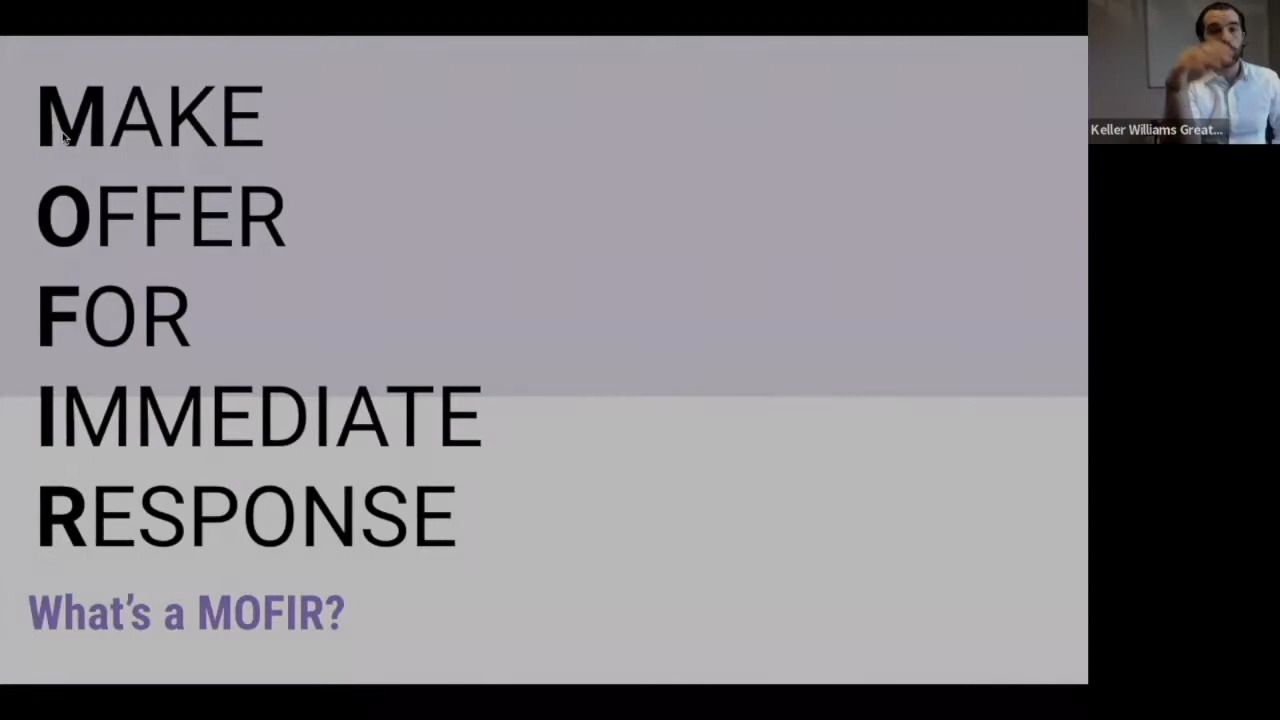 MAKE
OFFER
FOR
IMMEDIATE
RESPONSE
What's a MOFIR?
Keller Williams Great...